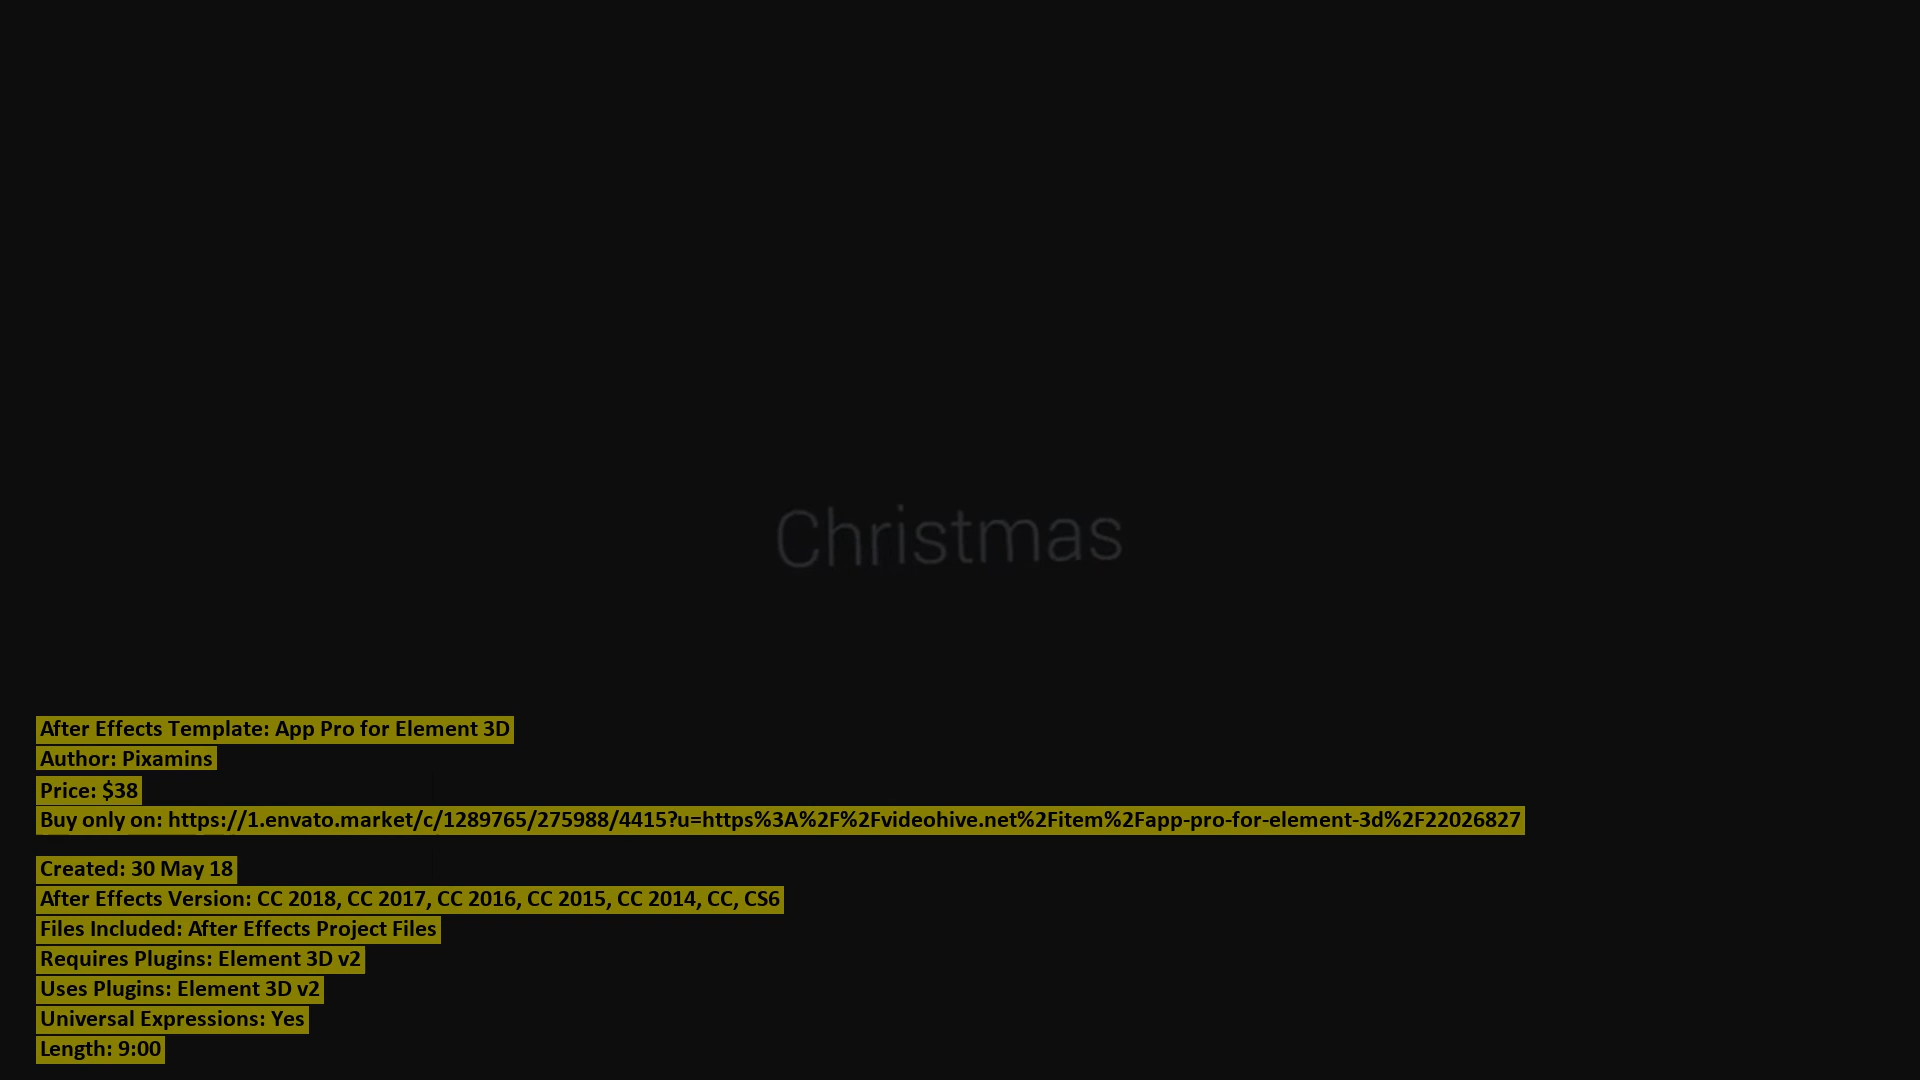 Christmas
After Effects Template: App Pro for Element 3D
Author: Pixamins
Price: $38
Buy only on: https://1.envato.market/c/1289765/275988/4415?u=https%3A%2F%2Fvideohive.net%2Fitem%2Fapp-pro-for-element-3d%2F22026827
Created: 30 May 18
After Effects Version: CC 2018, CC 2017, CC 2016, CC 2015, CC 2014, CC, CS6
Files Included: After Effects Project Files
Requires Plugins: Element 3D v2
Uses Plugins: Element 3D v2
Universal Expressions: Yes
Length: 9:00